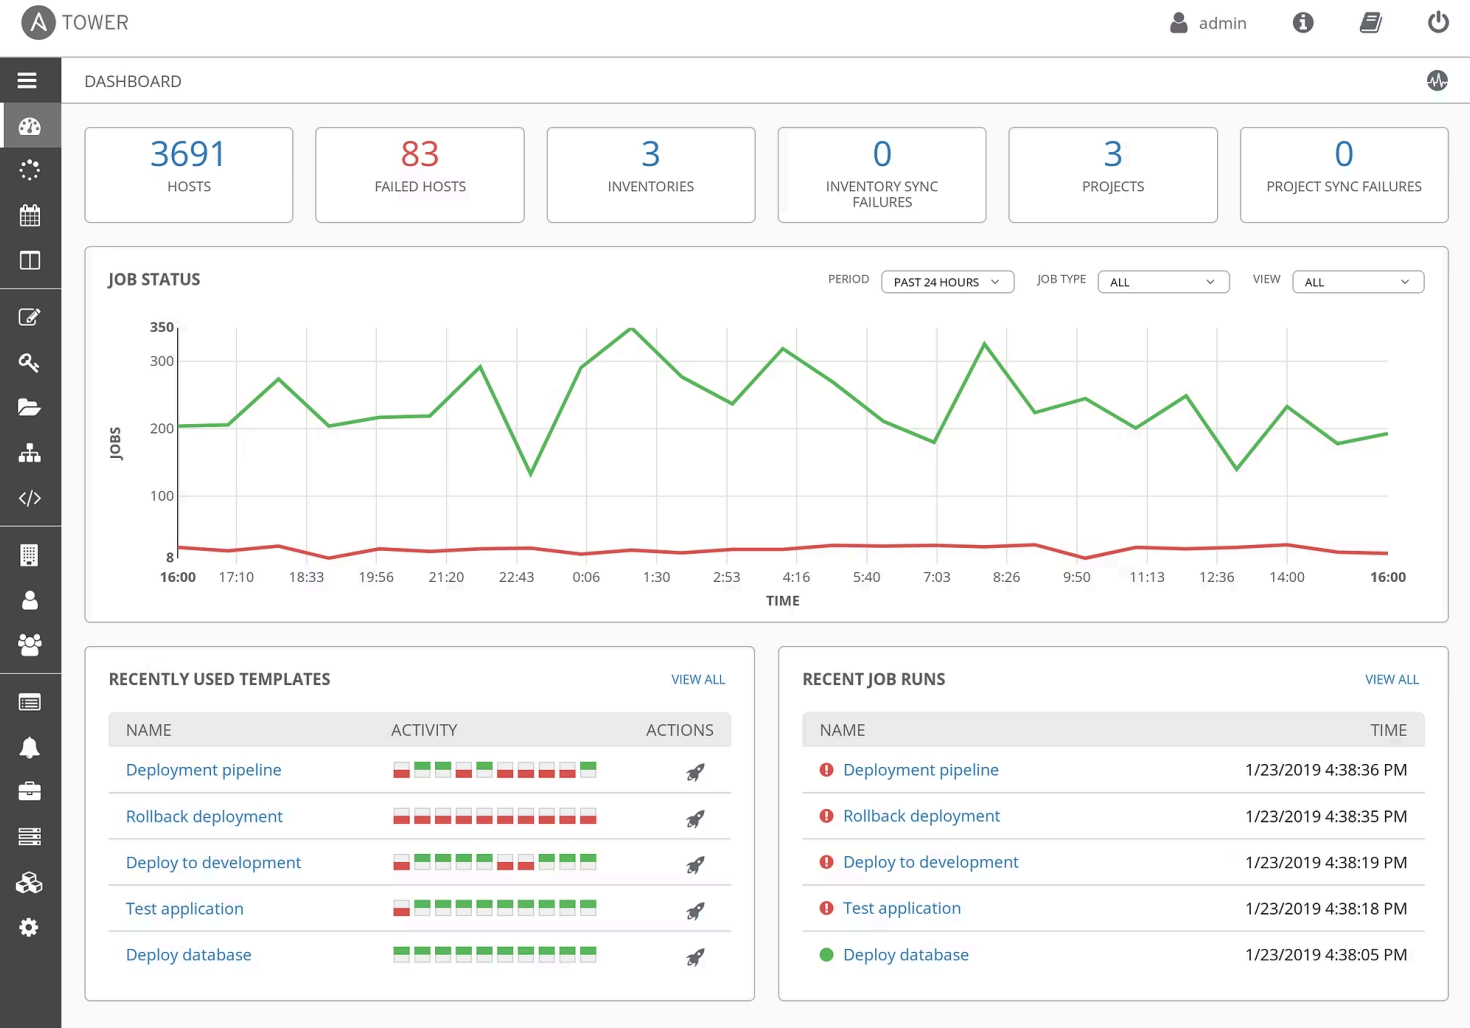 TOWER
admin
DASHBOARD
3691
HOSTS
83
FAILED HOSTS
3
INVENTORIES
0
INVENTORY SYNC
FAILURES
3
PROJECTS
0
PROJECT SYNC FAILURES
JOB STATUS
PERIOD PAST 24 HOURS JOB TYPE ALL VIEW ALL
350
300
200
100
8
JOBS
16:00 17:10 18:33 19:56 21:20 22:43 0:06 1:30 2:53 4:16 5:40 7:03 8:26 9:50 11:13 12:36 14:00 16:00
TIME
RECENTLY USED TEMPLATES VIEW ALL
NAME ACTIVITY ACTIONS
Deployment pipeline
Rollback deployment
Deploy to development
Test application
Deploy database
RECENT JOB RUNS VIEW ALL
NAME TIME
Deployment pipeline 1/23/2019 4:38:36 PM
Rollback deployment 1/23/2019 4:38:35 PM
Deploy to development 1/23/2019 4:38:19 PM
Test application 1/23/2019 4:38:18 PM
Deploy database 1/23/2019 4:38:05 PM